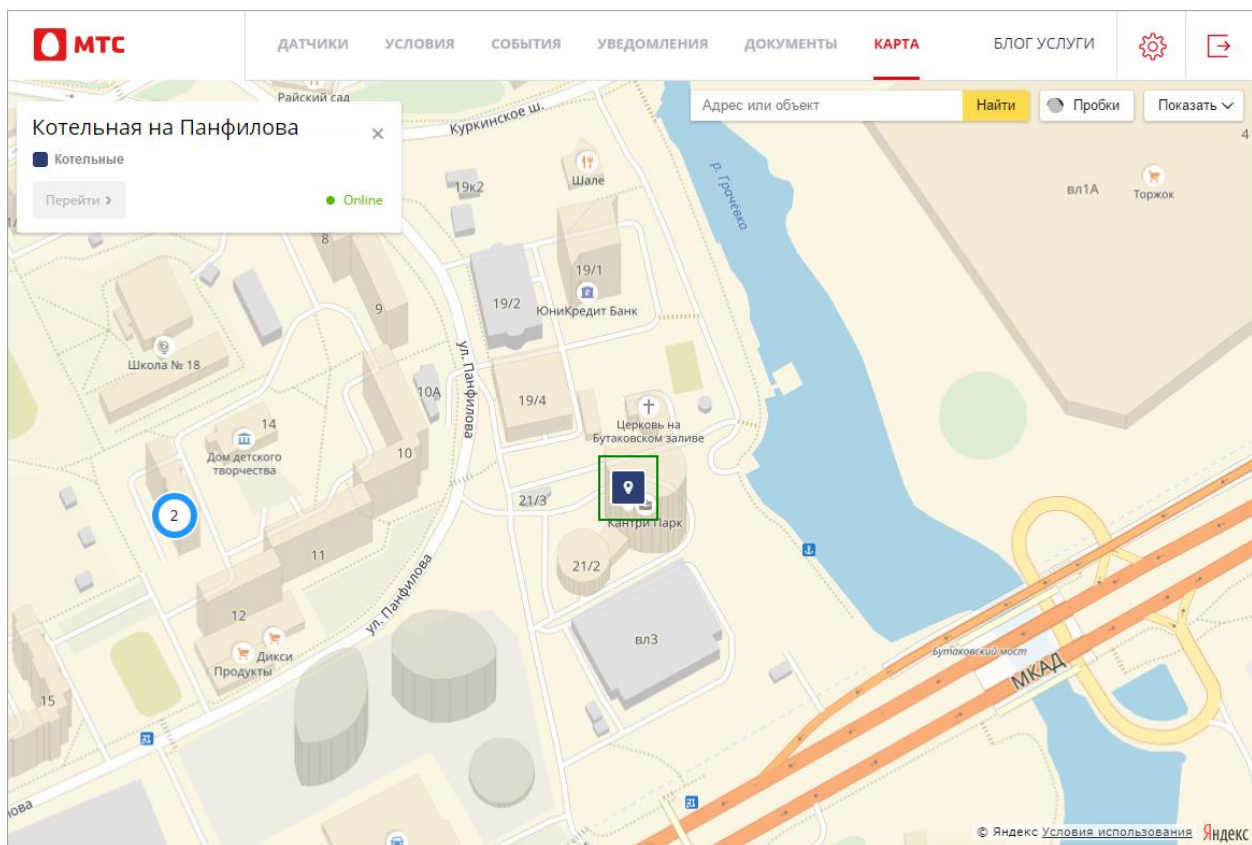 МТС
ДАТЧИКИ
УСЛОВИЯ
СОБЫТИЯ
УВЕДОМЛЕНИЯ
ДОКУМЕНТЫ
КАРТА
БЛОГ УСЛУГИ
Райский сад
Адрес или объект
Найти
Пробки
Показать
Котельная на Панфилова
Котельные
Перейти
Online
Куркинское ш.
4
19к2
Шале
р. Грачёвка
вл1А
Торжок
8
19/1
9
19/2
ЮниКредит Банк
Школа № 18
ул. Панфилова
10А
19/4
14
Церковь на
Бутаковском заливе
Дом детского
творчества
10
2
21/3
Кантри Парк
11
21/2
12
ул. Панфилова
вл3
Дикси
Продукты
Бутаковский мост
МКАД
15
ова
© Яндекс Условия использования Яндекс